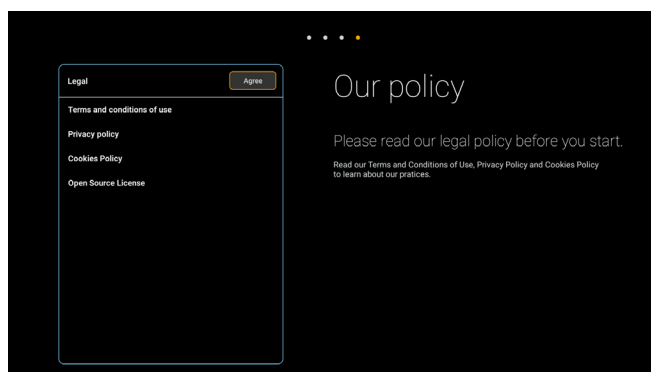 Legal
Agree
Terms and conditions of use
Privacy policy
Cookies Policy
Open Source License
Our policy
Please read our legal policy before you start.
Read our Terms and Conditions of Use, Privacy Policy and Cookies Policy
to learn about our pratices.